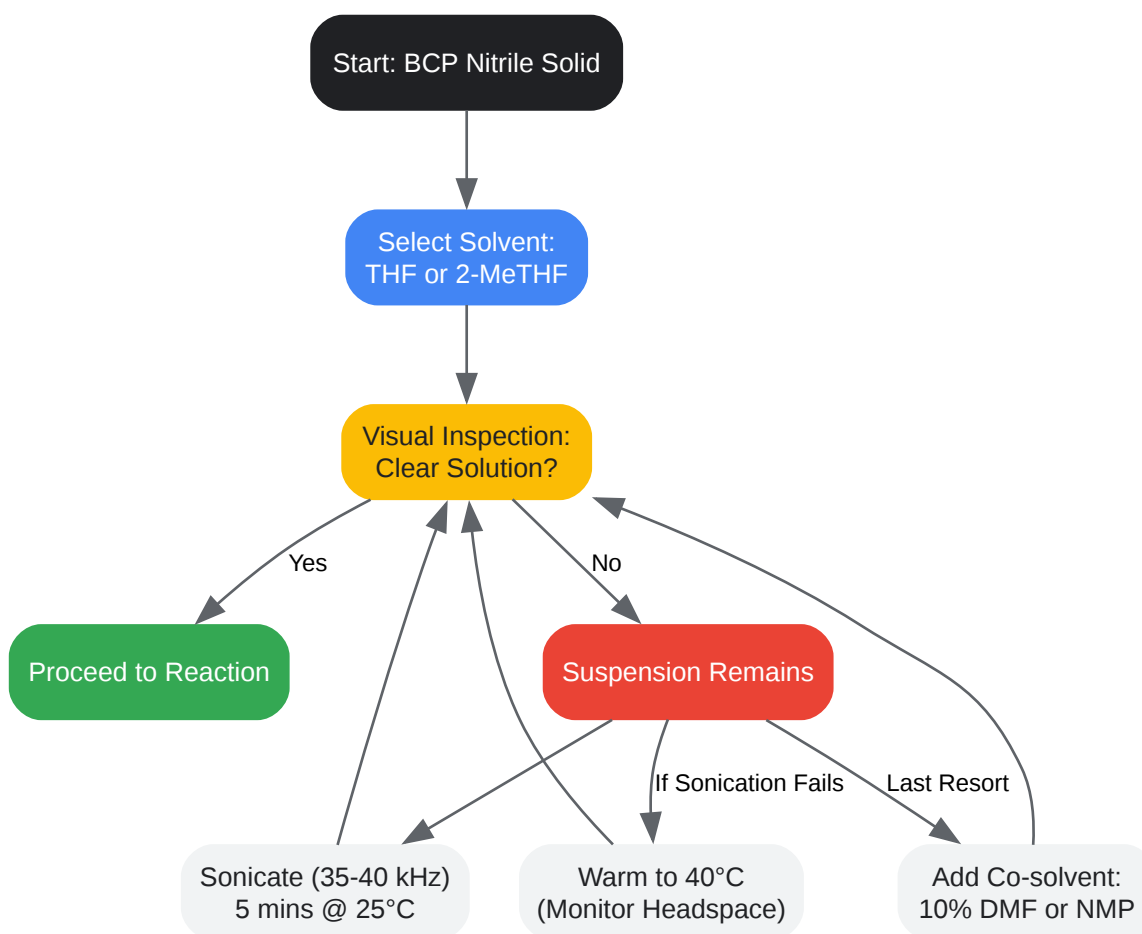 Start: BCP Nitrile Solid
Select Solvent:
THF or 2-MeTHF
Visual Inspection:
Clear Solution?
Yes
No
Proceed to Reaction
Suspension Remains
If Sonication Fails
Last Resort
Sonicate (35-40 kHz)
5 mins @ 25°C
Warm to 40°C
(Monitor Headspace)
Add Co-solvent:
10% DMF or NMP